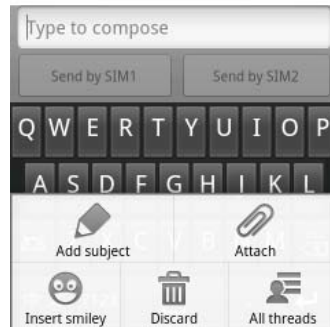 Type to compose
Send by SIM1 Send by SIM2
Q W E R T Y U I O P
A S D F G H J K L
Add subject Attach
Insert smiley Discard All threads